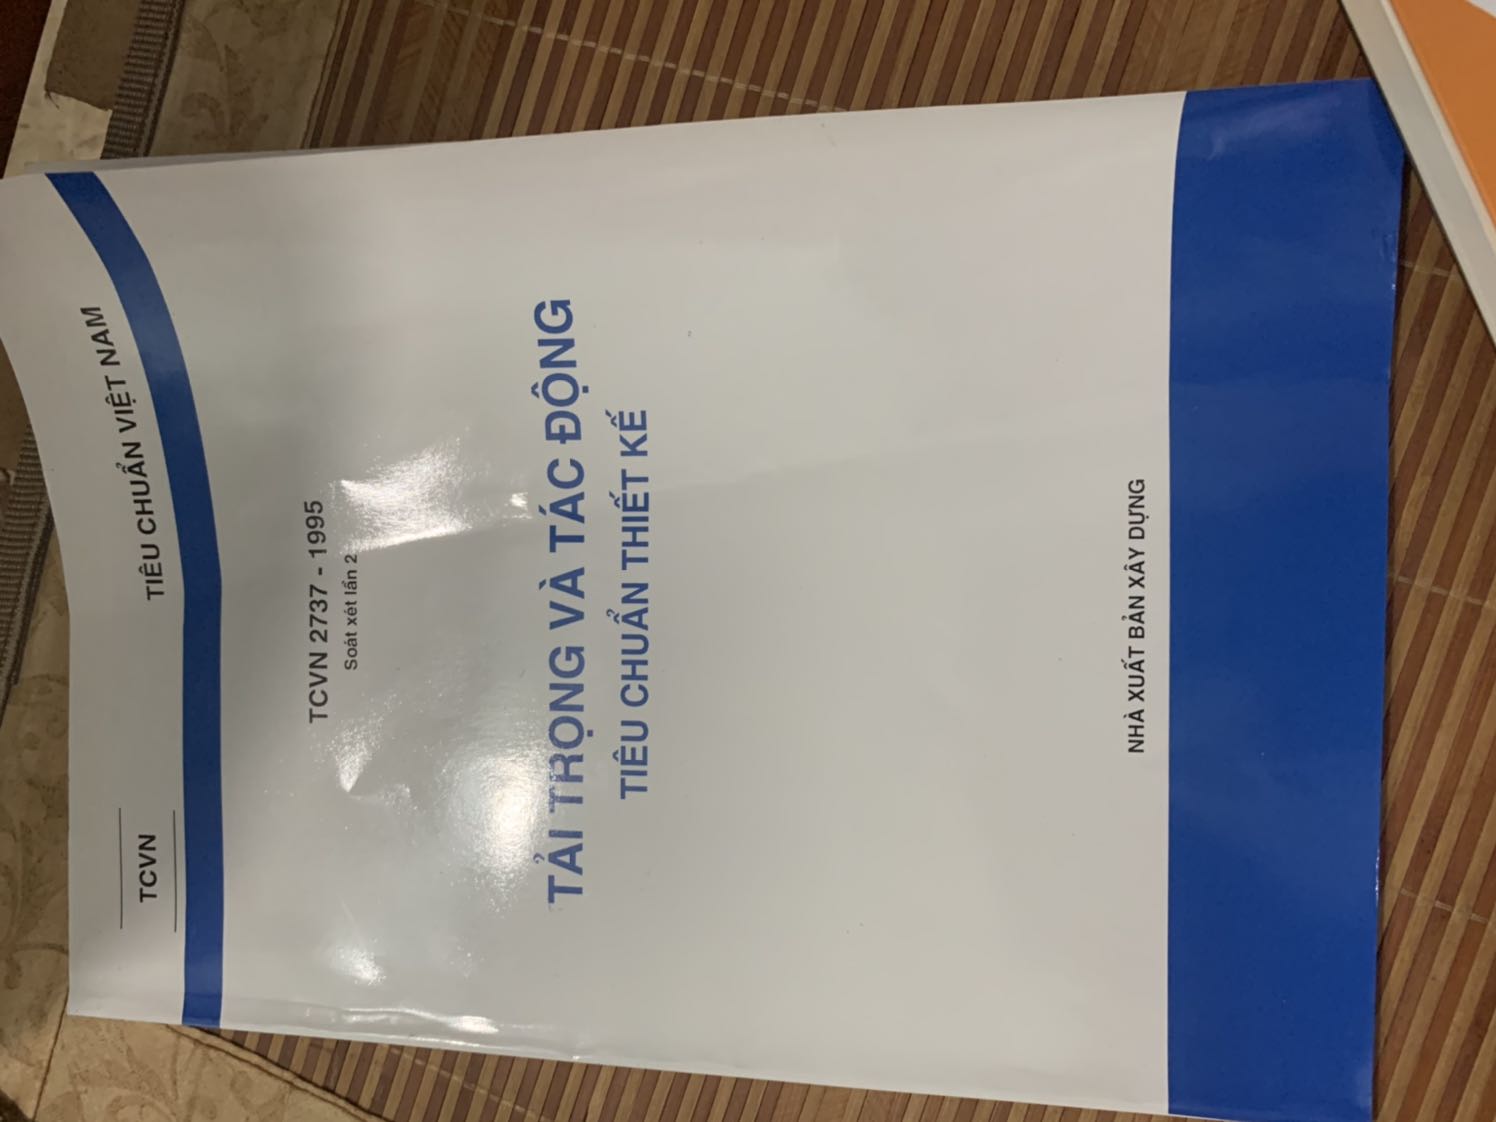 TCVN
TIÊU CHUẨN VIỆT NAM
TCVN 2737 - 1995
Soát xét lần 2
TẢI TRỌNG VÀ TÁC ĐỘNG
TIÊU CHUẨN THIẾT KẾ
NHÀ XUẤT BẢN XÂY DỰNG